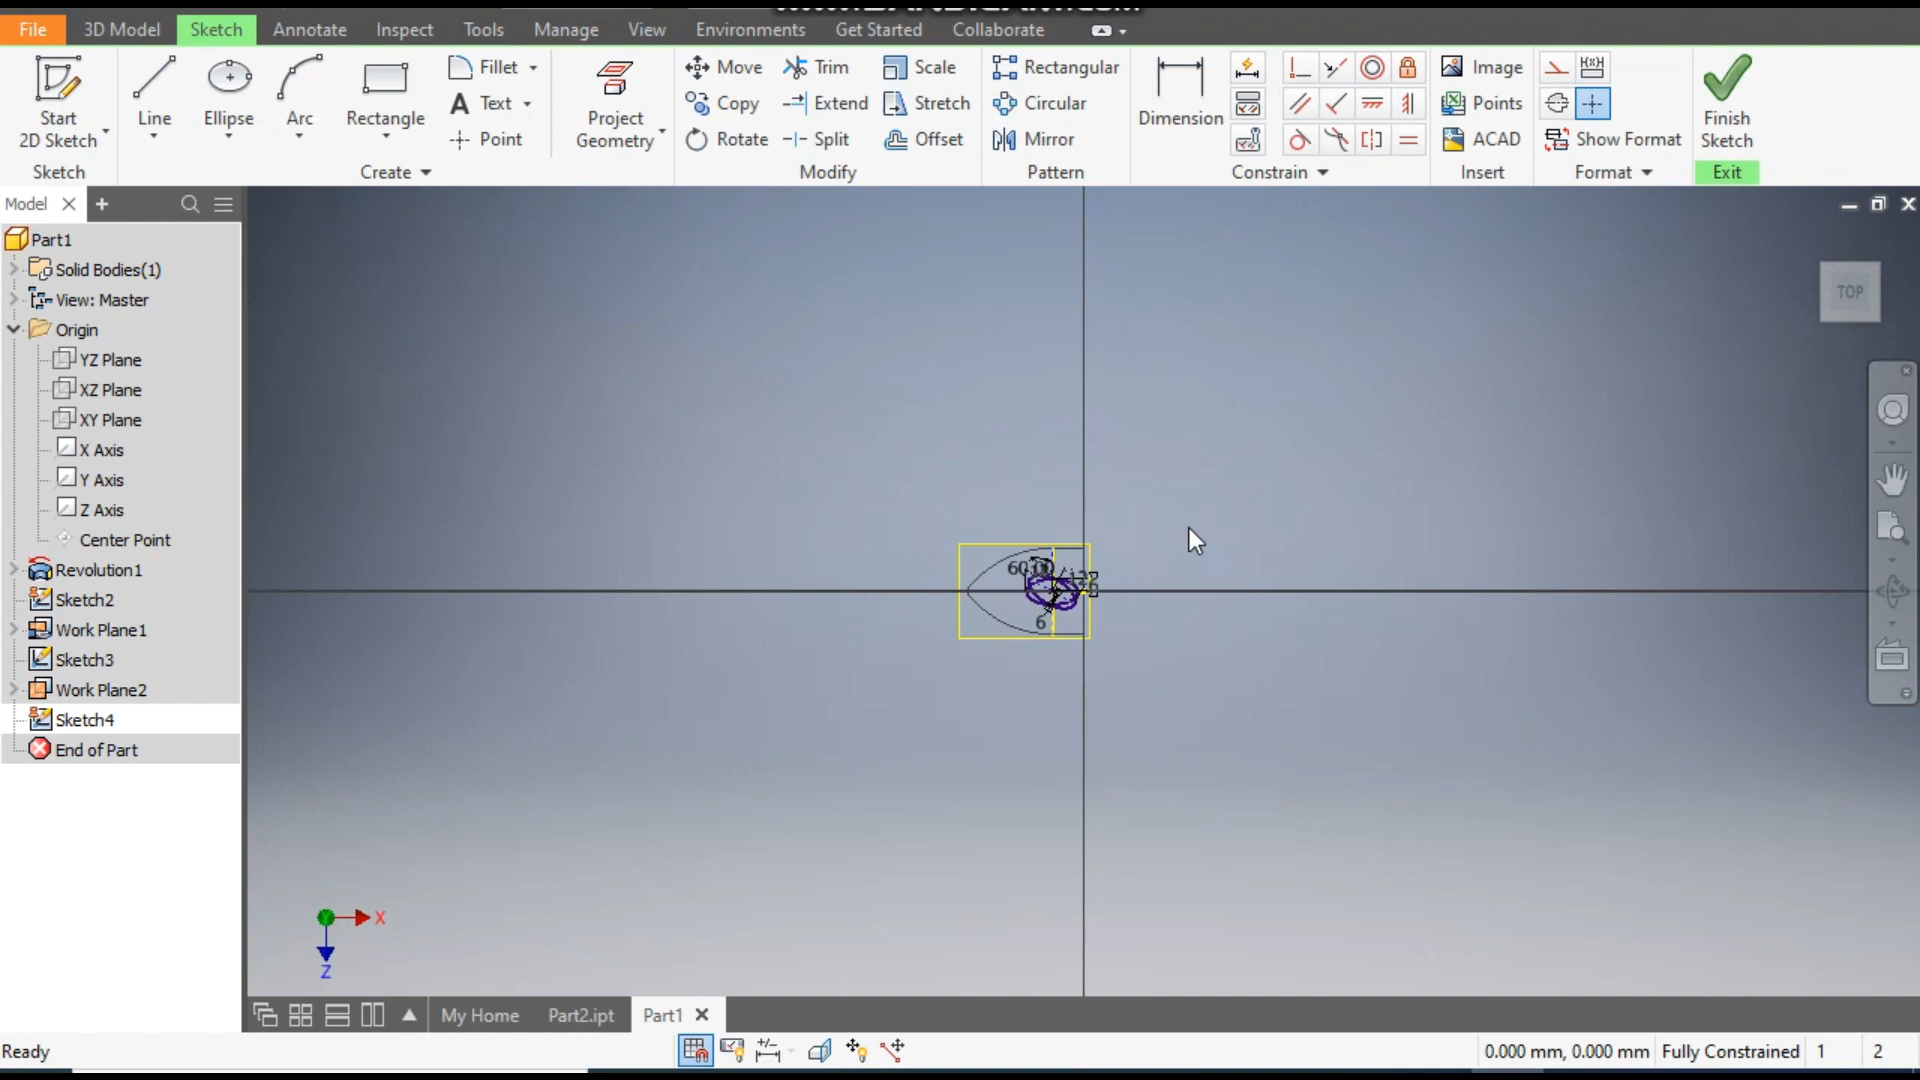 File 3D Model Sketch Annotate Inspect Tools Manage View Environments Get Started Collaborate
Start
2D Sketch
Line
Ellipse
Arc
Rectangle
Fillet
Text
Point
Project
Geometry
Move Trim Scale
Copy Extend Stretch
Rotate Split Offset
Rectangular
Circular
Mirror
Dimension
Image
Points
ACAD
Show Format
Finish
Sketch
Sketch Create Modify Pattern Constrain Insert Format Exit
Model
Part1
Solid Bodies(1)
View: Master
Origin
YZ Plane
XZ Plane
XY Plane
X Axis
Y Axis
Z Axis
Center Point
Revolution1
Sketch2
Work Plane1
Sketch3
Work Plane2
Sketch4
End of Part
TOP
6
X
Z
My Home Part2.ipt Part1
Ready
0.000 mm, 0.000 mm Fully Constrained 1 2